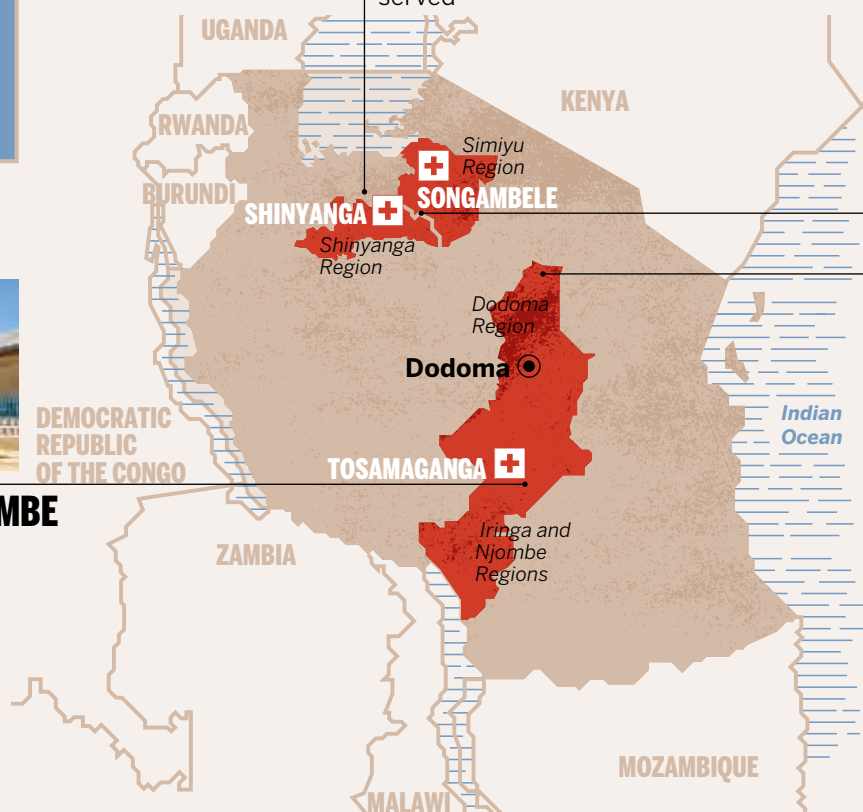 served
UGANDA
KENYA
RWANDA
Simiyu
Region
BURUNDI
SONGAMBELE
SHINYANGA
Shinyanga
Region
Dodoma
Region
Dodoma
DEMOCRATIC
REPUBLIC
OF THE CONGO
Indian
Ocean
TOSAMAGANGA
MBE
Iringa and
Njombe
Regions
ZAMBIA
MOZAMBIQUE
MALAWI